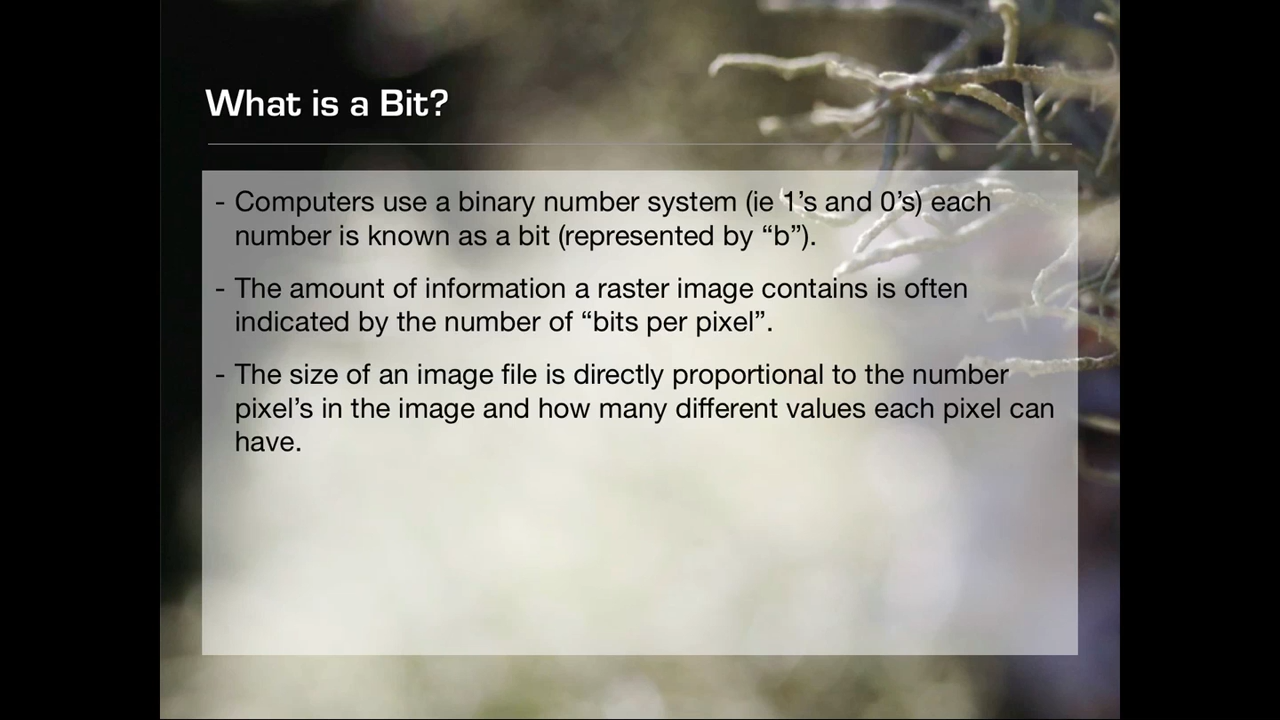 What is a Bit?
- Computers use a binary number system (ie 1’s and 0’s) each
number is known as a bit (represented by “b”).
- The amount of information a raster image contains is often
indicated by the number of “bits per pixel”.
- The size of an image file is directly proportional to the number
pixel’s in the image and how many different values each pixel can
have.